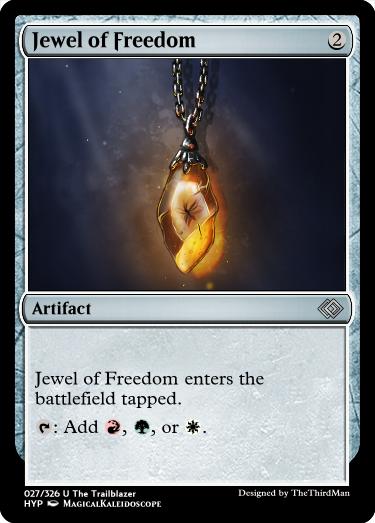 Jewel of Freedom 2
Artifact
Jewel of Freedom enters the
battlefield tapped.
: Add , , or .
027/326 U The Trailblazer
Designed by TheThirdMan
HYP MagicalKaleidoscope